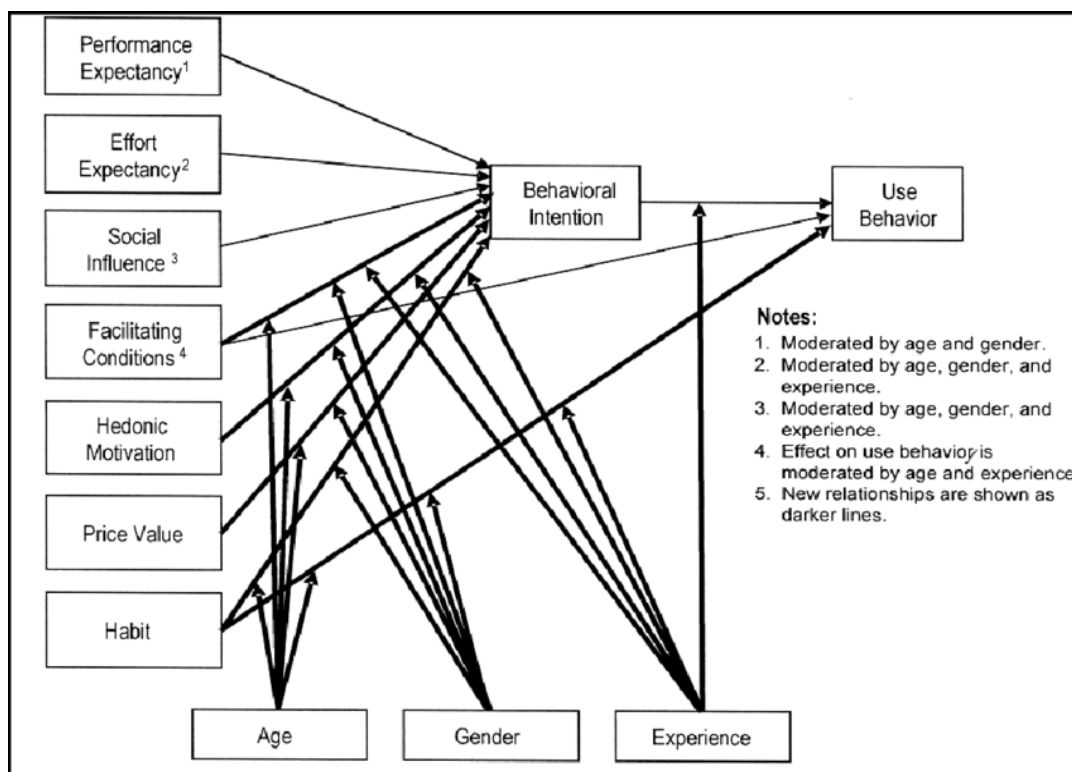 Performance
Expectancy1
Effort
Expectancy2
Social
Influence 3
Facilitating
Conditions 4
Hedonic
Motivation
Price Value
Habit
Behavioral
Intention
Use
Behavior
Notes:
1. Moderated by age and gender.
2. Moderated by age, gender, and
experience.
3. Moderated by age, gender, and
experience.
4. Effect on use behavior is
moderated by age and experience
5. New relationships are shown as
darker lines.
Age
Gender
Experience